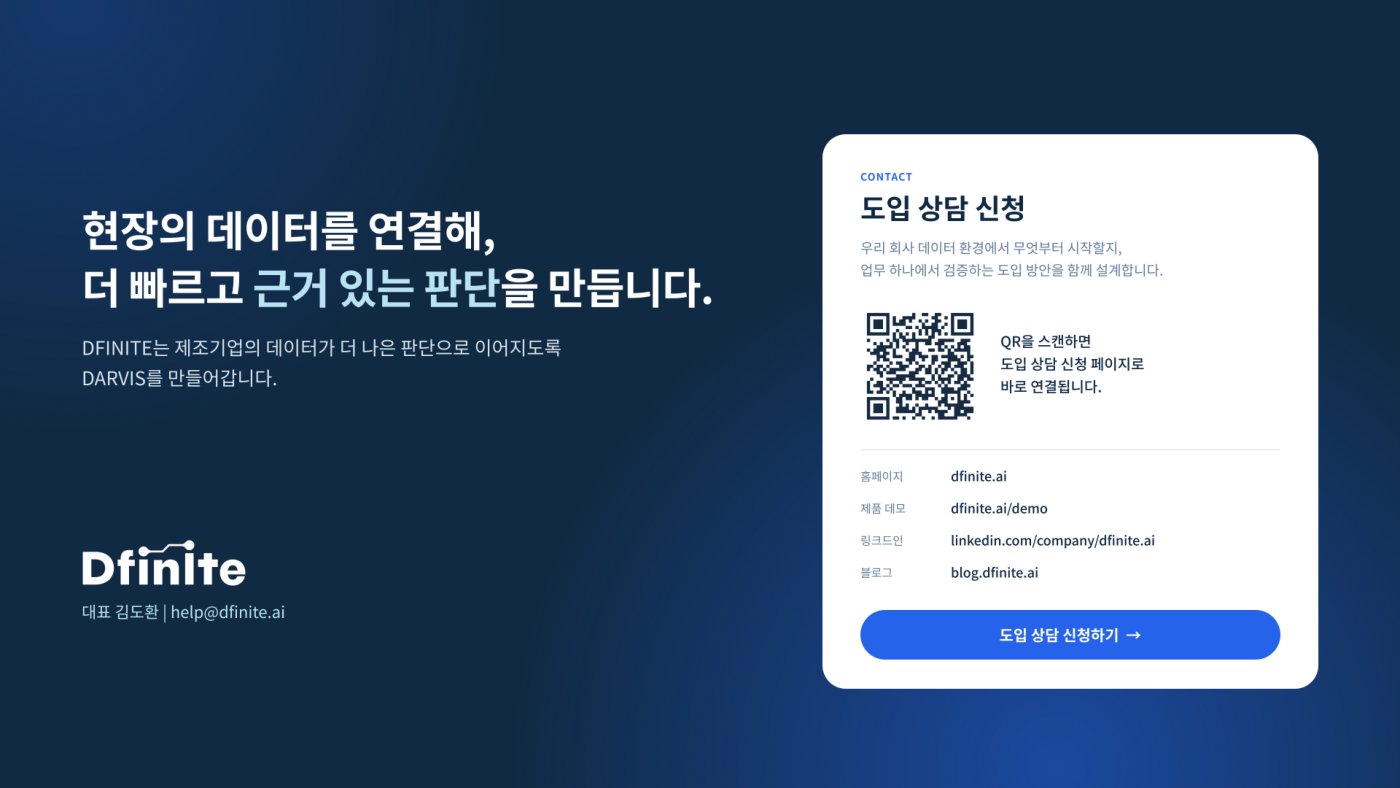 현장의 데이터를 연결해,
더 빠르고 근거 있는 판단을 만듭니다.
DFINITE는 제조기업의 데이터가 더 나은 판단으로 이어지도록
DARVIS를 만들어갑니다.
Dfinite
대표 김도환 | help@dfinite.ai
CONTACT
도입 상담 신청
우리 회사 데이터 환경에서 무엇부터 시작할지,
업무 하나에서 검증하는 도입 방안을 함께 설계합니다.
QR을 스캔하면
도입 상담 신청 페이지로
바로 연결됩니다.
홈페이지 dfinite.ai
제품 데모 dfinite.ai/demo
링크드인 linkedin.com/company/dfinite.ai
블로그 blog.dfinite.ai
도입 상담 신청하기 →